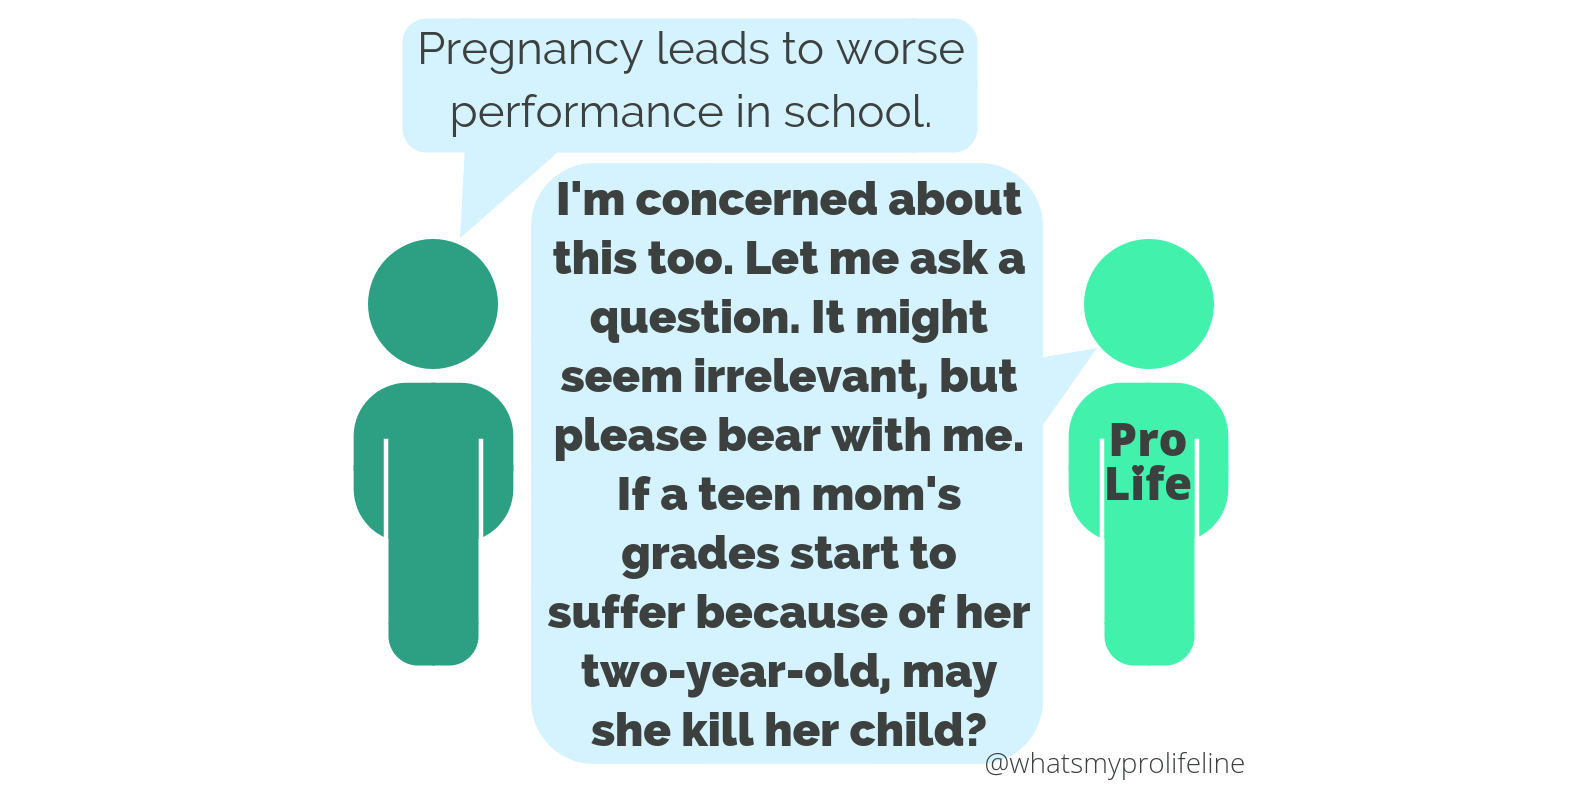 Pregnancy leads to worse
performance in school.
I'm concerned about
this too. Let me ask a
question. It might
seem irrelevant, but
please bear with me.
If a teen mom's
grades start to
suffer because of her
two-year-old, may
she kill her child?
Pro
Life
@whatsmyprolifeline